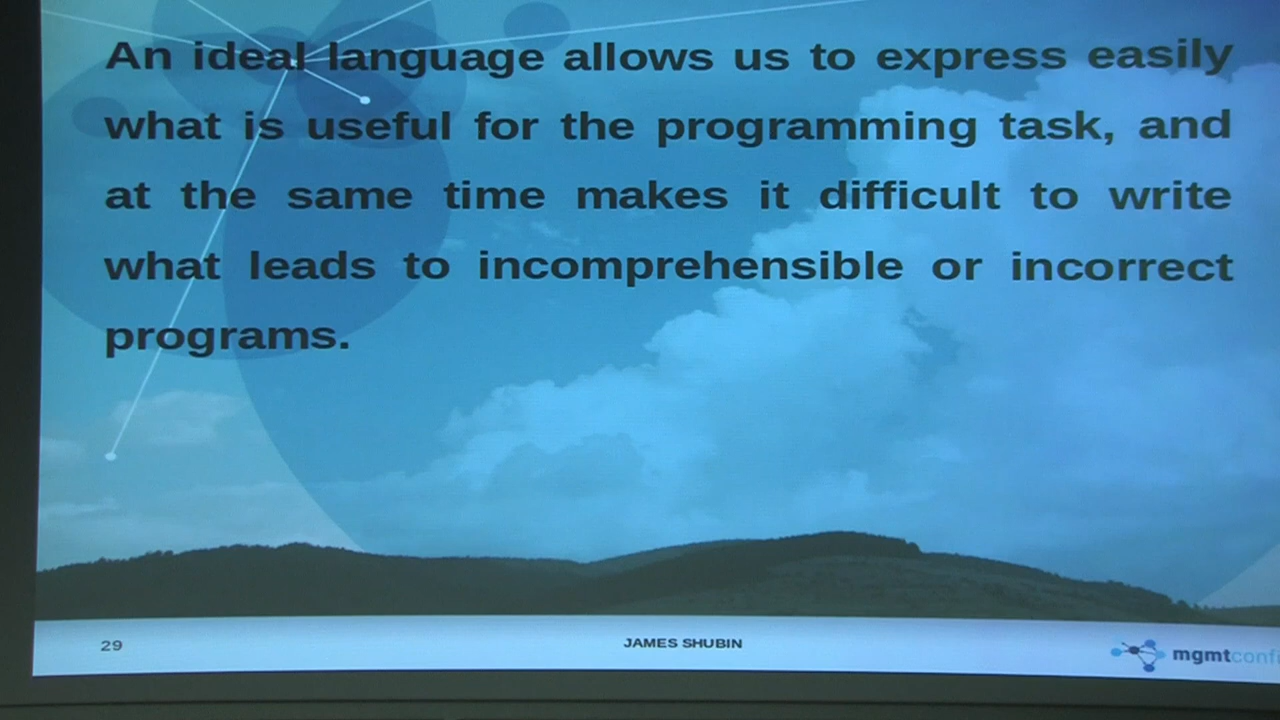 An ideal language allows us to express easily
what is useful for the programming task, and
at the same time makes it difficult to write
what leads to incomprehensible or incorrect
programs.
29
JAMES SHUBIN
mgmtconfi